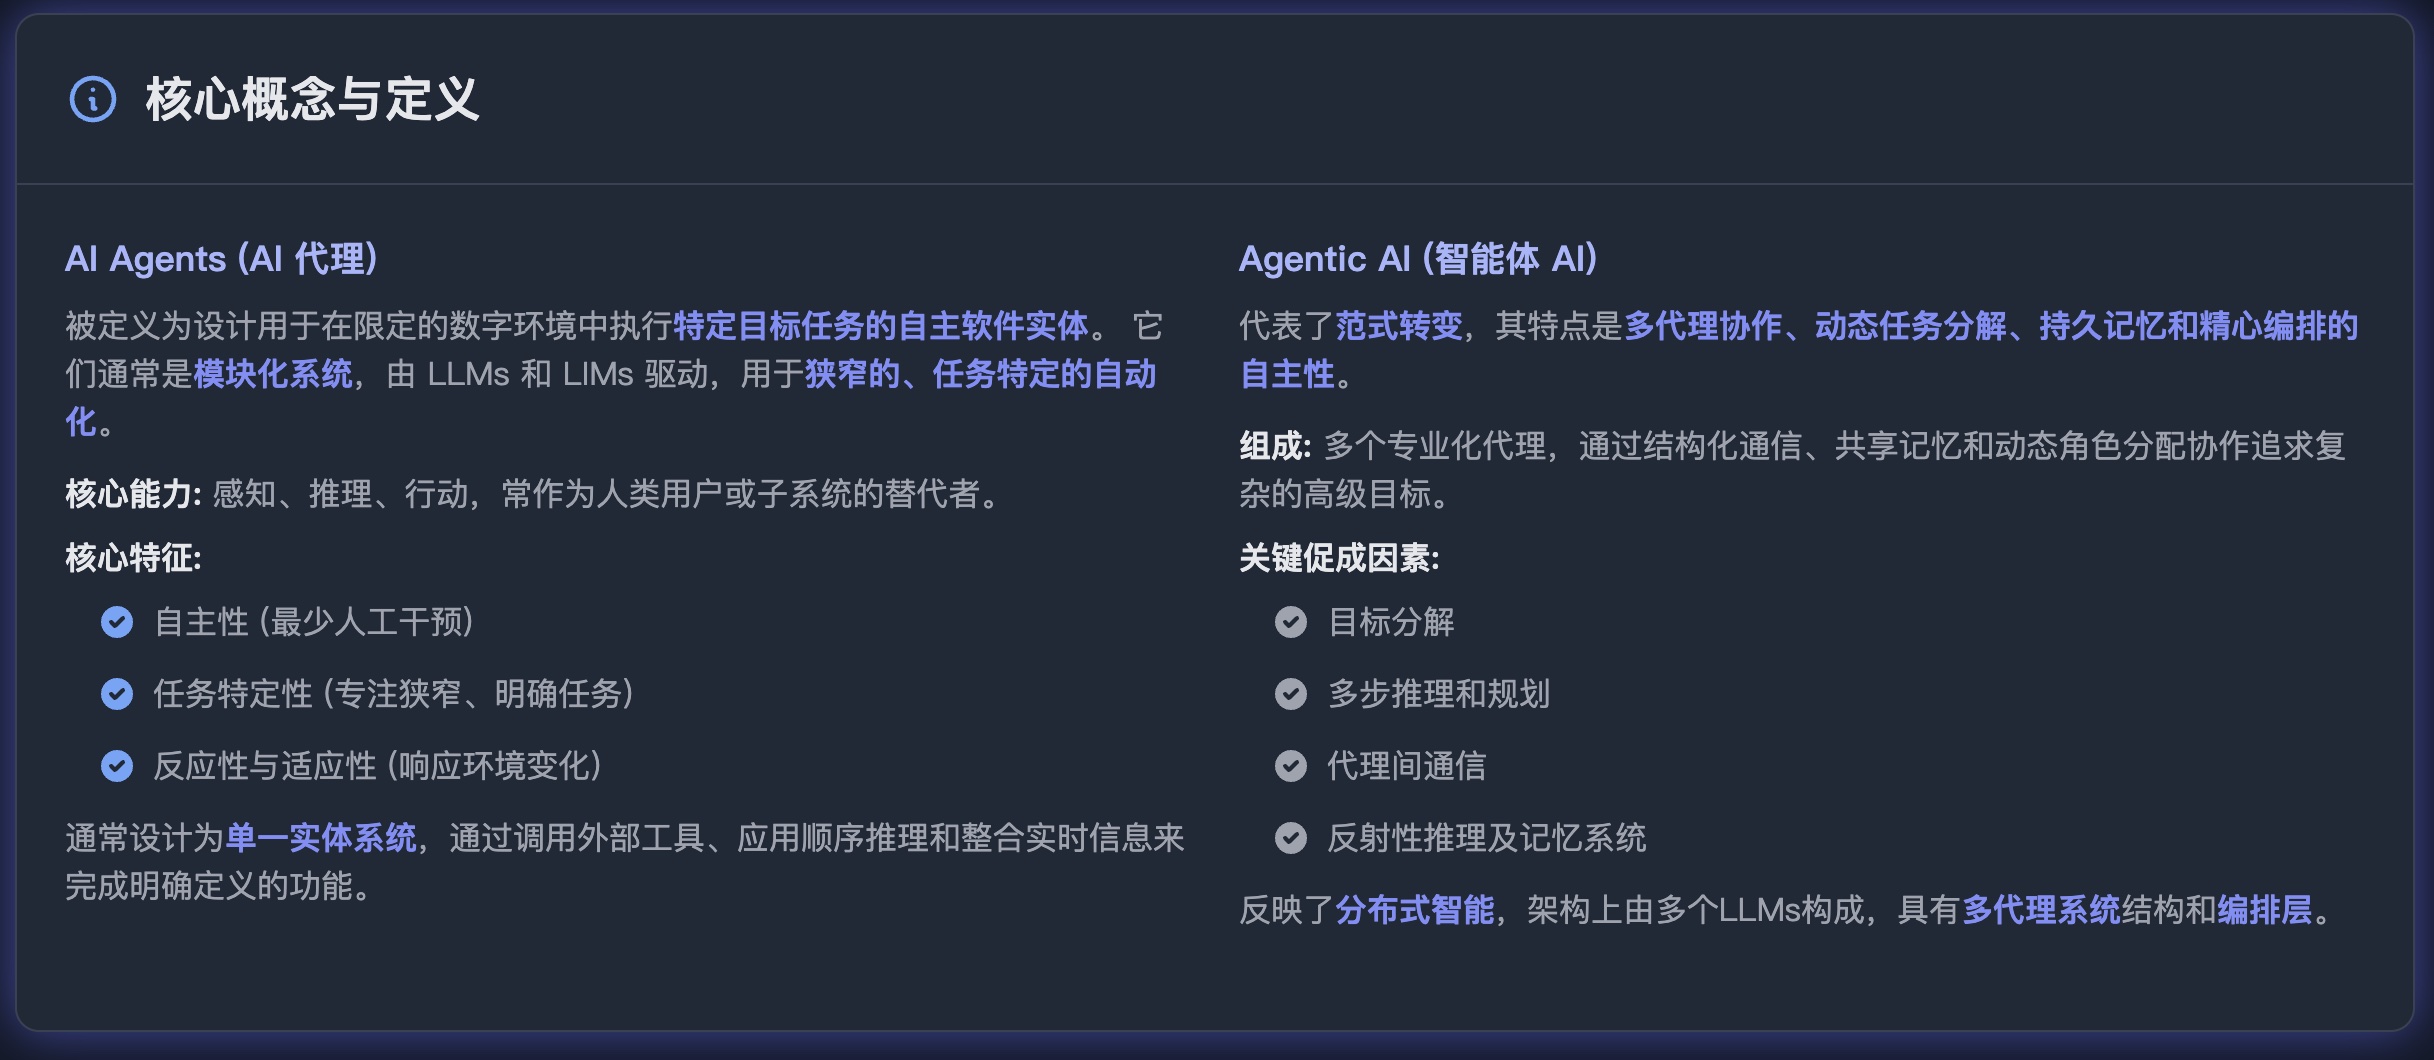 核心概念与定义
AI Agents (AI 代理)
被定义为设计用于在限定的数字环境中执行特定目标任务的自主软件实体。 它
们通常是模块化系统，由 LLMs 和 LIMs 驱动，用于狭窄的、任务特定的自动
化。
核心能力: 感知、推理、行动，常作为人类用户或子系统的替代者。
核心特征:
自主性 (最少人工干预)
任务特定性 (专注狭窄、明确任务)
反应性与适应性 (响应环境变化)
通常设计为单一实体系统，通过调用外部工具、应用顺序推理和整合实时信息来
完成明确定义的功能。
Agentic AI (智能体 AI)
代表了范式转变，其特点是多代理协作、动态任务分解、持久记忆和精心编排的
自主性。
组成: 多个专业化代理，通过结构化通信、共享记忆和动态角色分配协作追求复
杂的高级目标。
关键促成因素:
目标分解
多步推理和规划
代理间通信
反射性推理及记忆系统
反映了分布式智能，架构上由多个LLMs构成，具有多代理系统结构和编排层。